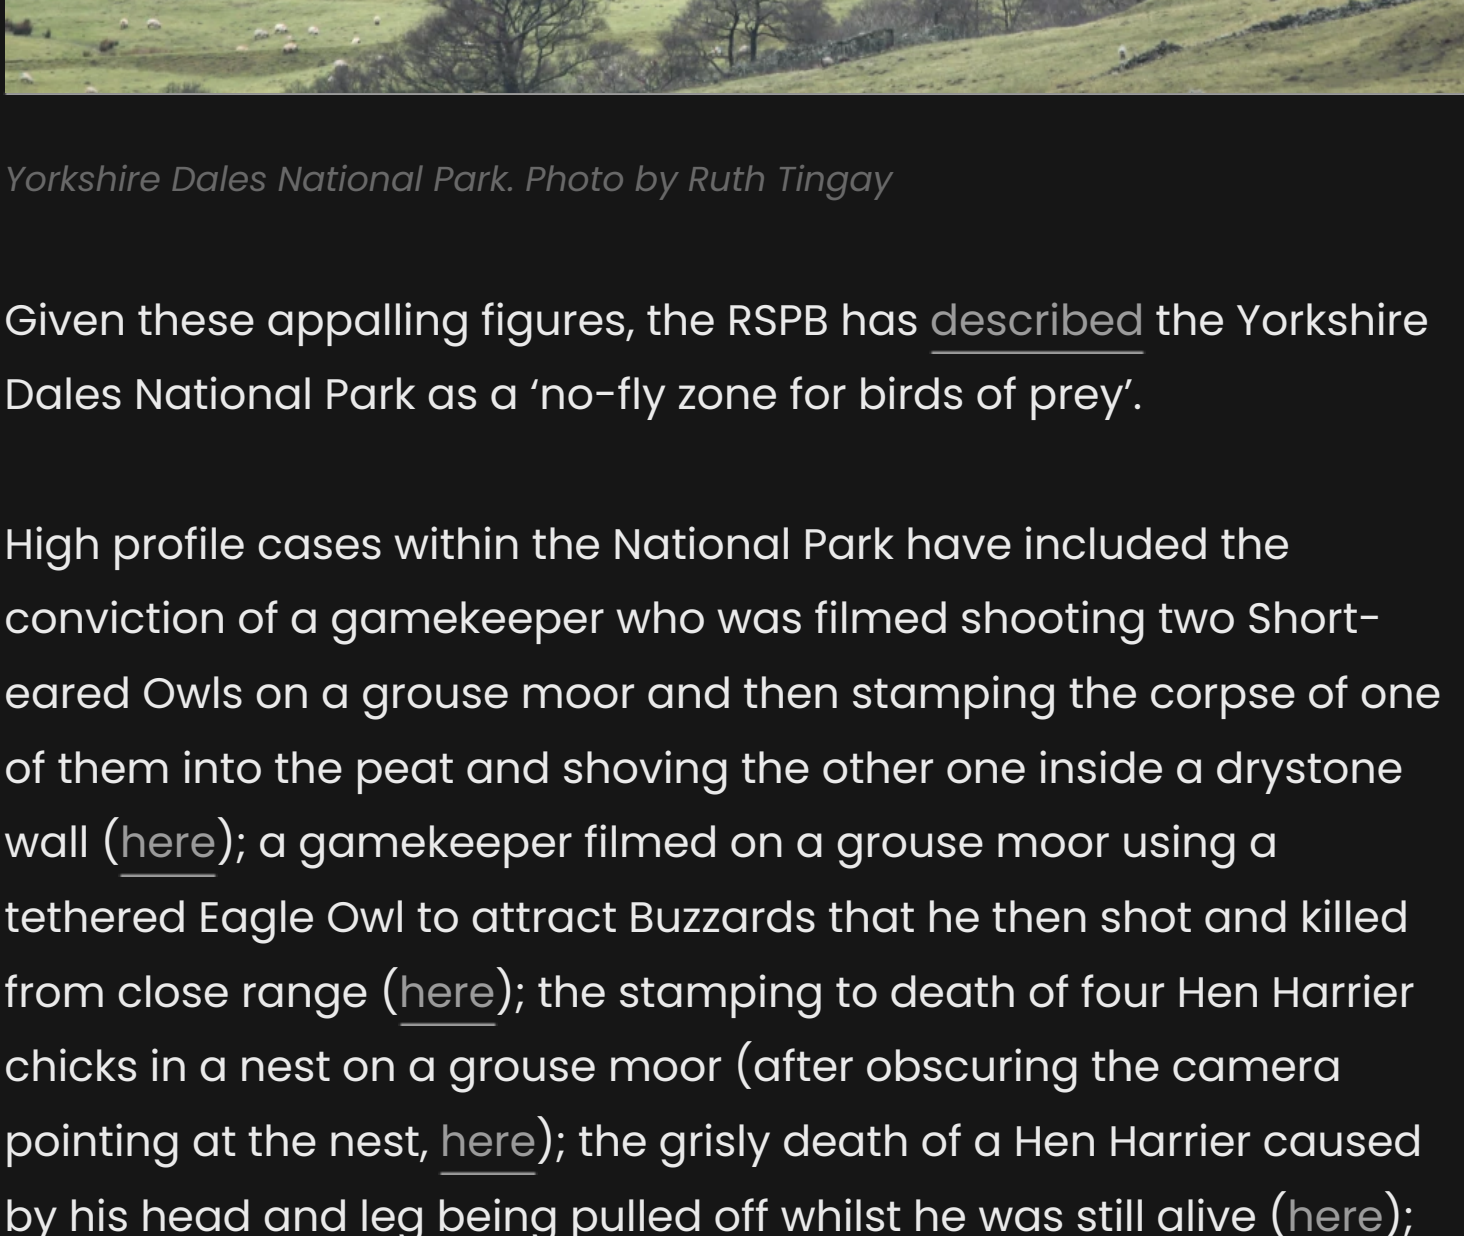 Yorkshire Dales National Park. Photo by Ruth Tingay
Given these appalling figures, the RSPB has described the Yorkshire
Dales National Park as a ‘no-fly zone for birds of prey’.
High profile cases within the National Park have included the
conviction of a gamekeeper who was filmed shooting two Short-
eared Owls on a grouse moor and then stamping the corpse of one
of them into the peat and shoving the other one inside a drystone
wall (here); a gamekeeper filmed on a grouse moor using a
tethered Eagle Owl to attract Buzzards that he then shot and killed
from close range (here); the stamping to death of four Hen Harrier
chicks in a nest on a grouse moor (after obscuring the camera
pointing at the nest, here); the grisly death of a Hen Harrier caused
by his head and leg being pulled off whilst he was still alive (here);